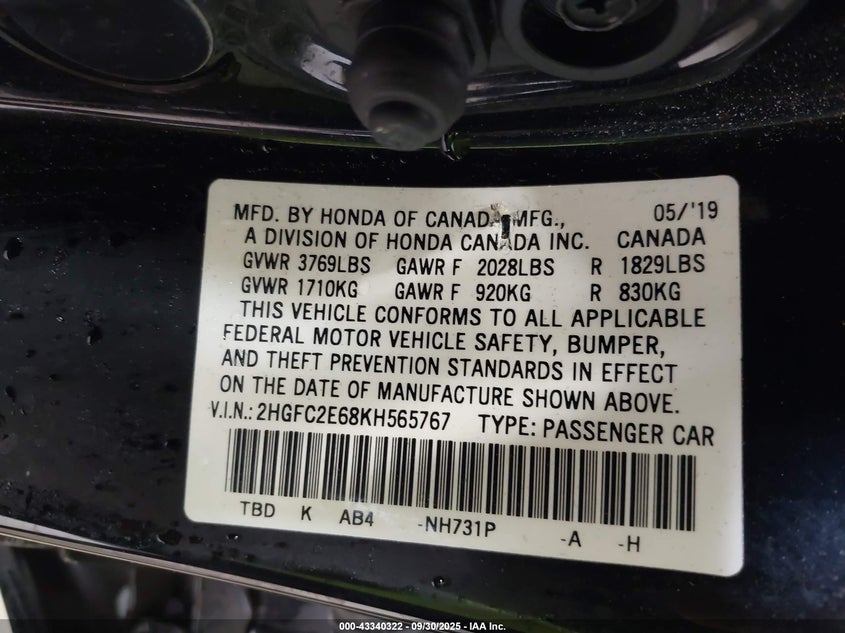 MFD. BY HONDA OF CANADA MFG., 05/'19
A DIVISION OF HONDA CANADA INC. CANADA
GVWR 3769LBS GAWR F 2028LBS R 1829LBS
GVWR 1710KG GAWR F 920KG R 830KG
THIS VEHICLE CONFORMS TO ALL APPLICABLE
FEDERAL MOTOR VEHICLE SAFETY, BUMPER,
AND THEFT PREVENTION STANDARDS IN EFFECT
ON THE DATE OF MANUFACTURE SHOWN ABOVE.
V.I.N.: 2HGFC2E68KH565767 TYPE: PASSENGER CAR
TBD K AB4 -NH731P -A -H
000-43340322 - 09/30/2025 - IAA Inc.